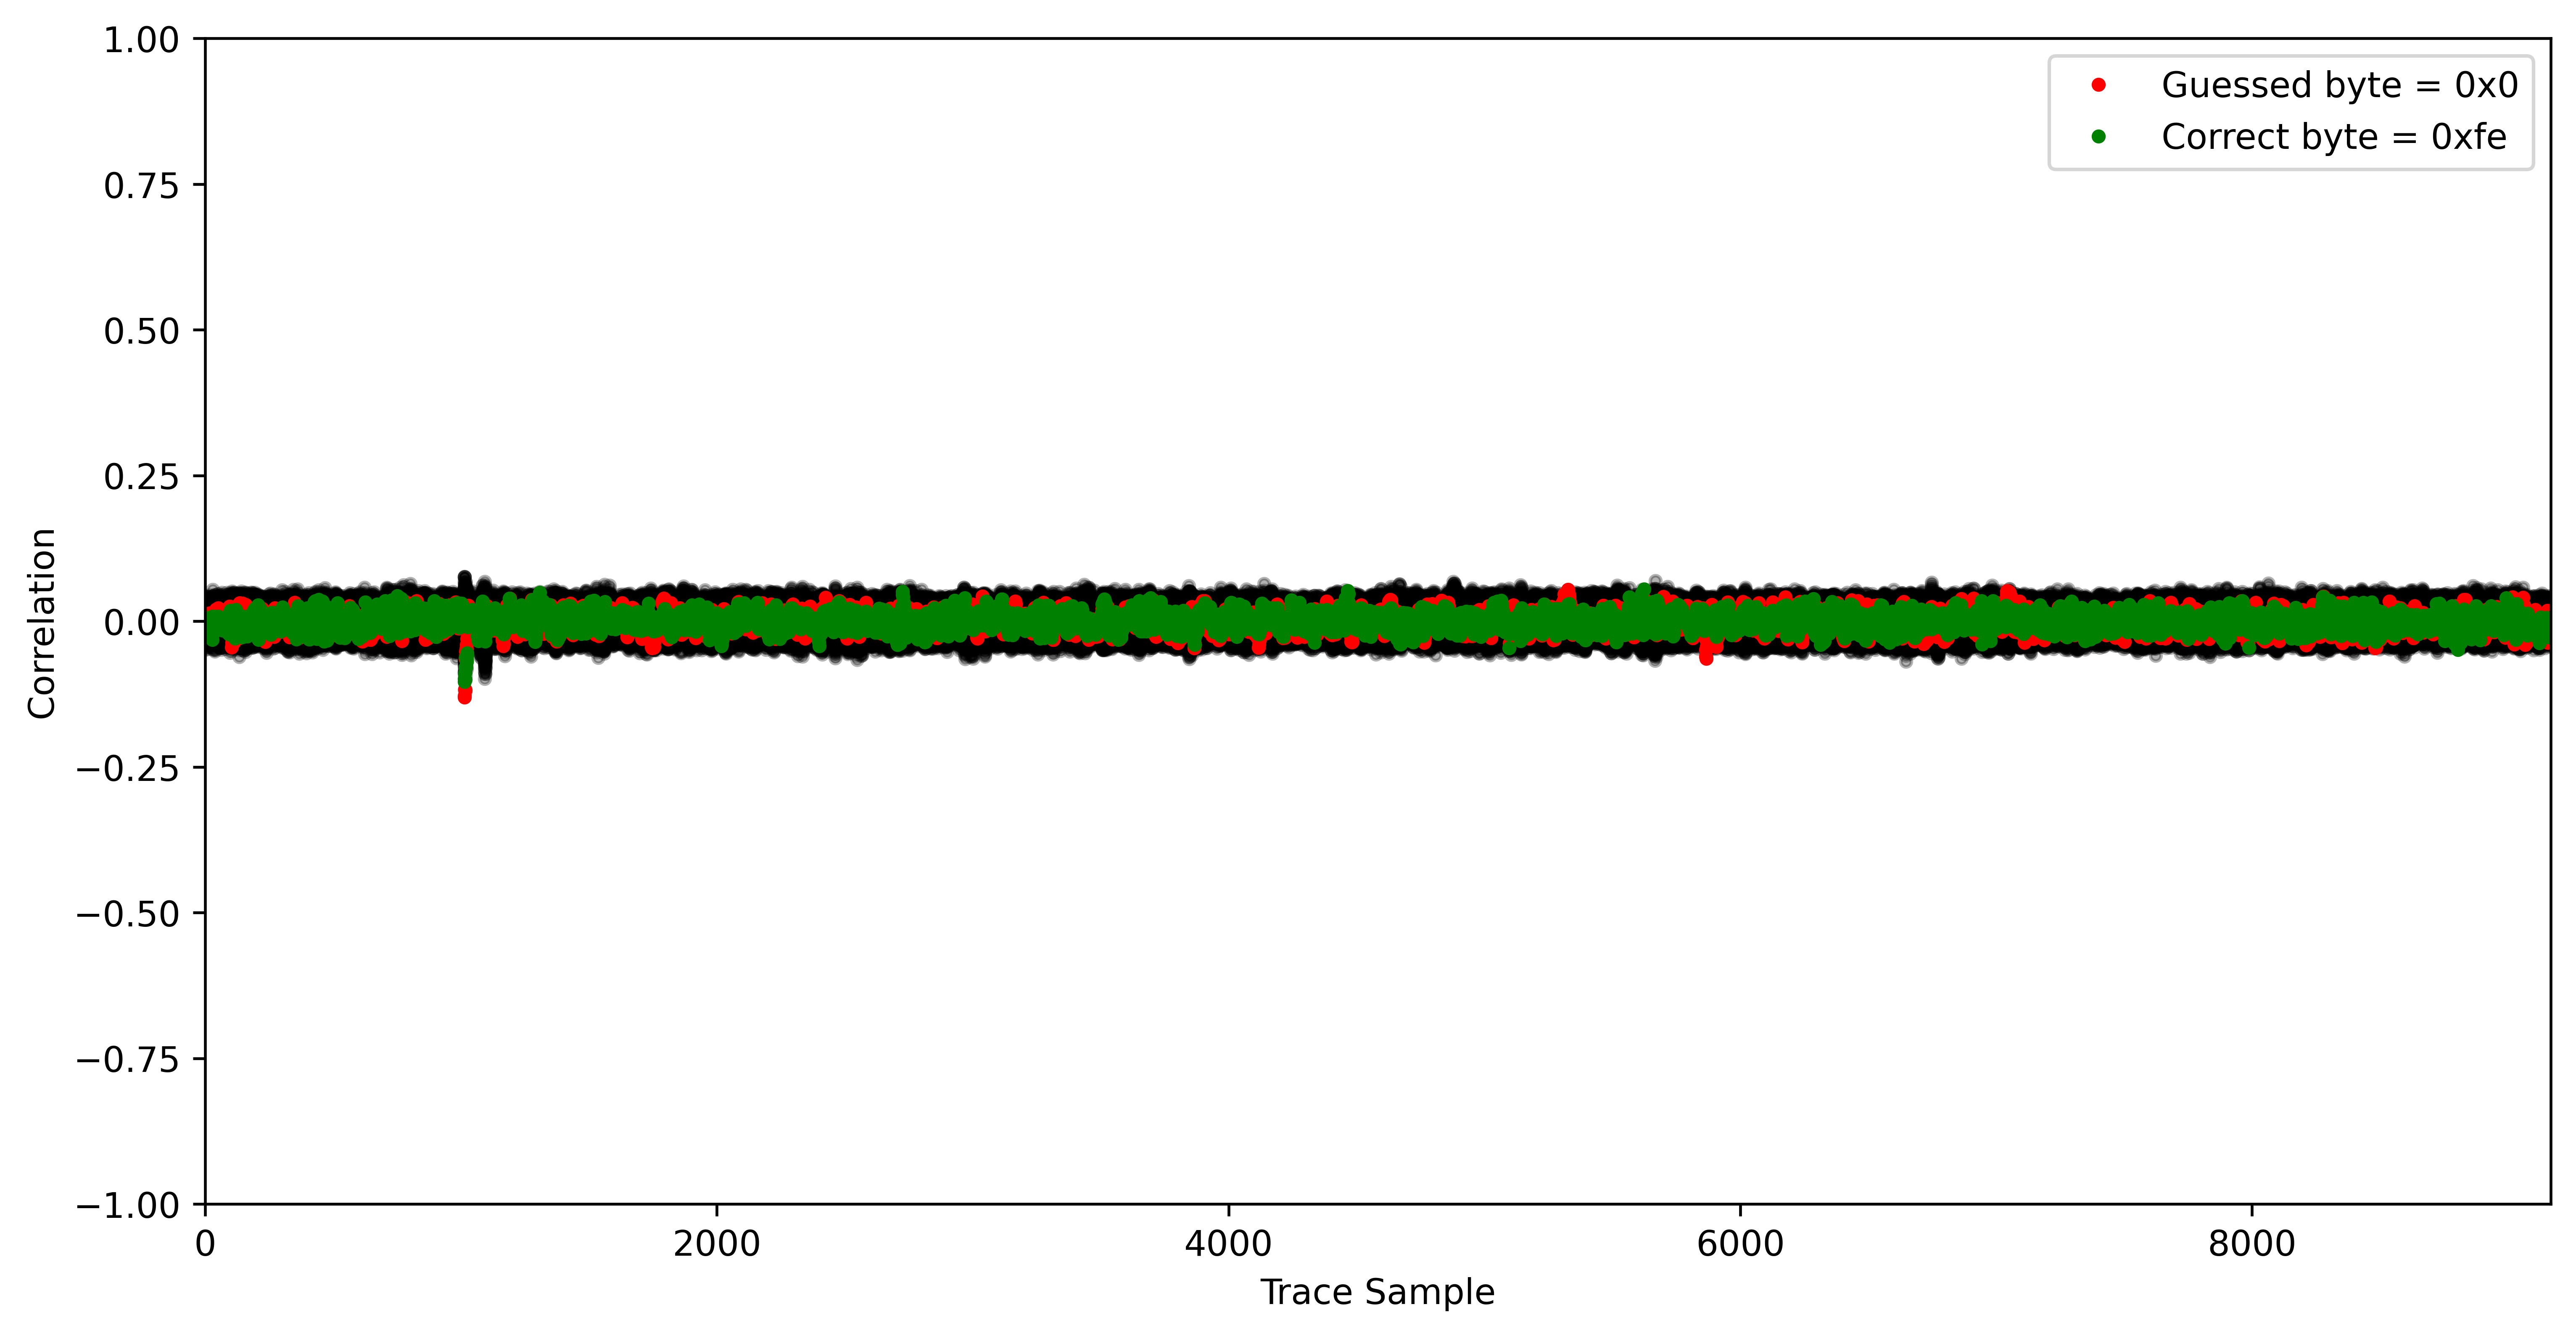 1.00
0.75
0.50
0.25
0.00
−0.25
−0.50
−0.75
−1.00
Correlation
Guessed byte = 0x0
Correct byte = 0xfe
0 2000 4000 6000 8000
Trace Sample